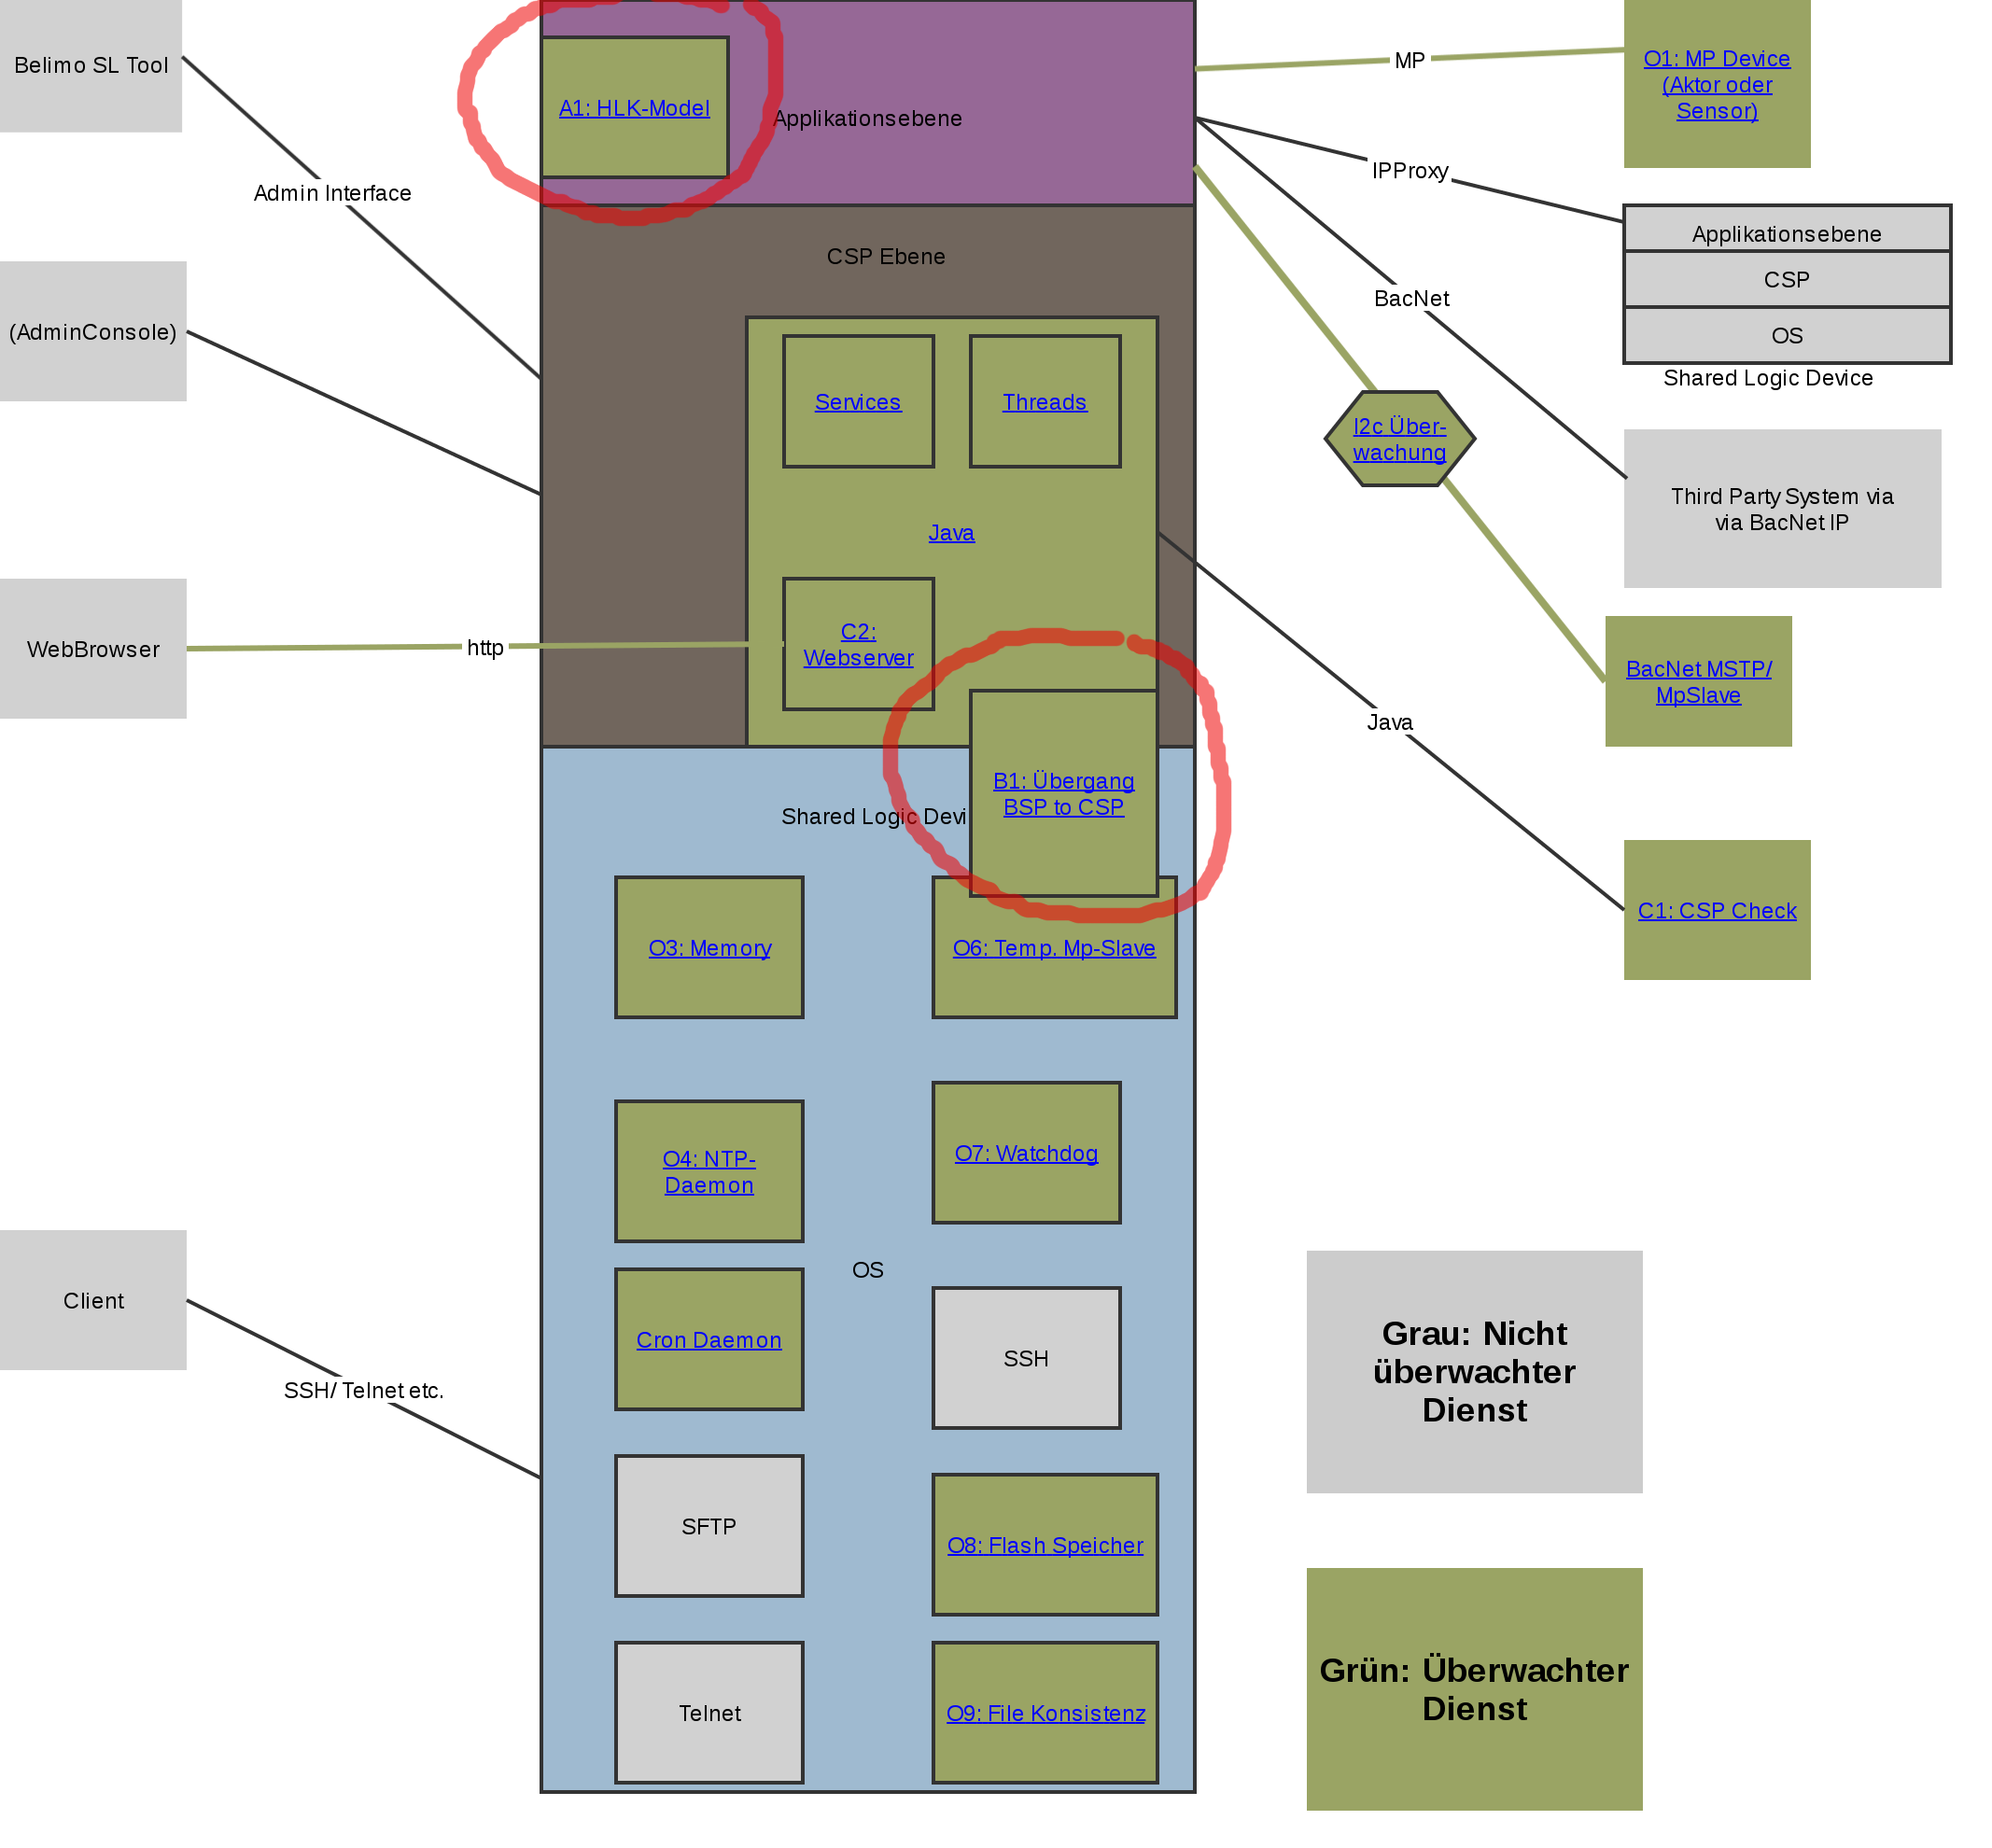 Belimo SL Tool
Admin Interface
(AdminConsole)
WebBrowser
http
Client
SSH/ Telnet etc.
A1: HLK-Model
Applikationsebene
CSP Ebene
Services
Threads
Java
C2:
Webserver
B1: Übergang
BSP to CSP
Shared Logic Devi
O3: Memory
O6: Temp. Mp-Slave
O4: NTP-
Daemon
O7: Watchdog
OS
Cron Daemon
SSH
SFTP
O8: Flash Speicher
Telnet
O9: File Konsistenz
MP
O1: MP Device
(Aktor oder
Sensor)
IPProxy
Applikationsebene
CSP
OS
Shared Logic Device
BacNet
I2c Über-
wachung
Third Party System via
via BacNet IP
BacNet MSTP/
MpSlave
Java
C1: CSP Check
Grau: Nicht
überwachter
Dienst
Grün: Überwachter
Dienst